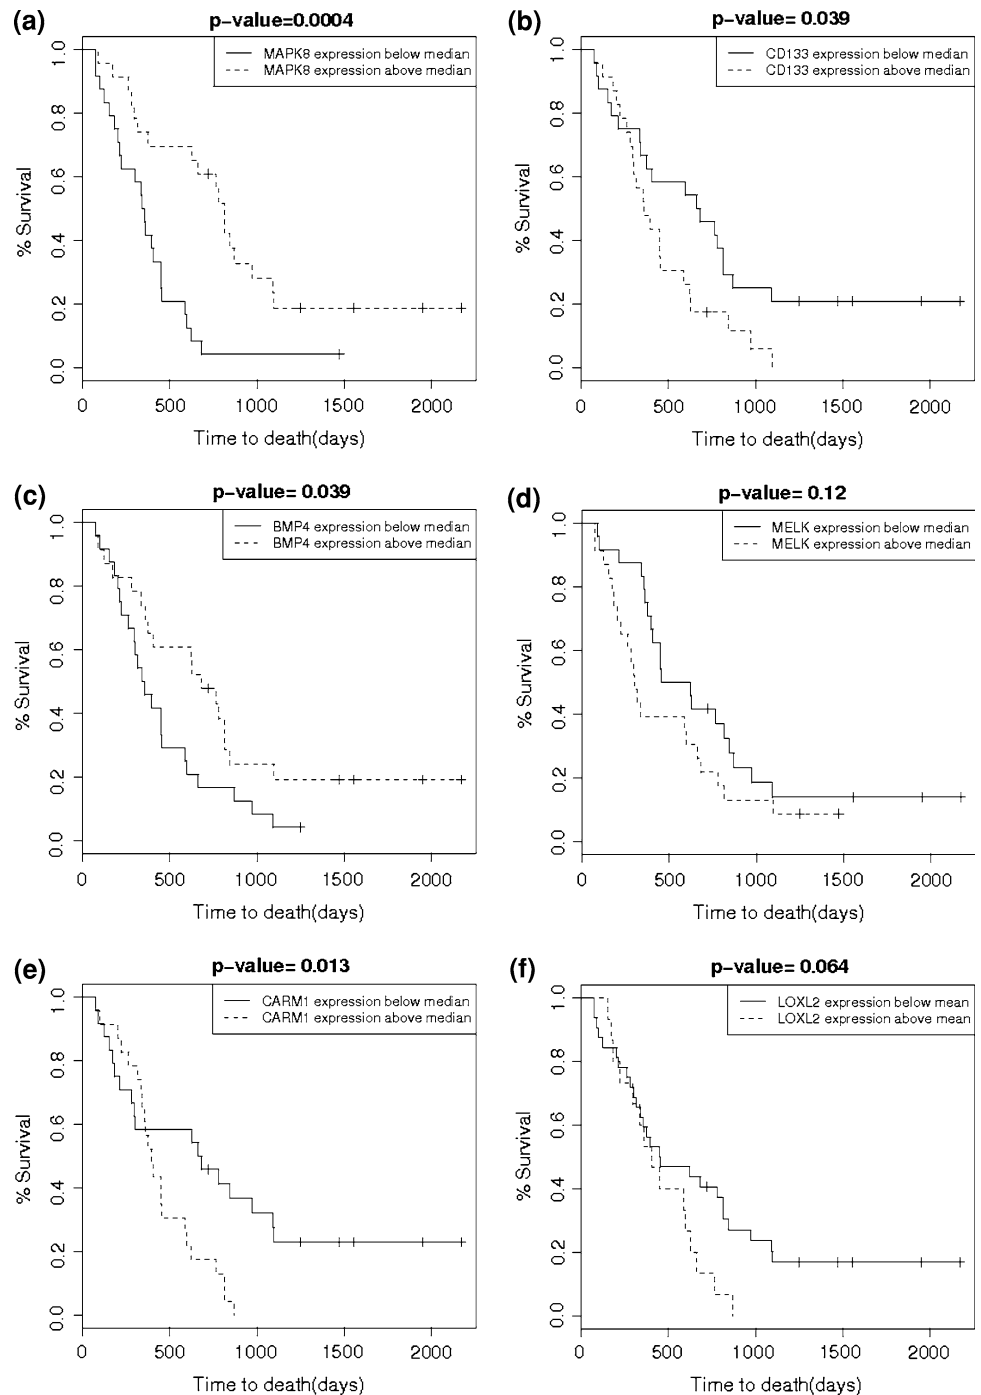 (a)
p-value=0.0004
MAPK8 expression below median
MAPK8 expression above median
% Survival
0.0 0.2 0.4 0.6 0.8 1.0
0 500 1000 1500 2000
Time to death(days)
(b)
p-value= 0.039
CD133 expression below median
CD133 expression above median
% Survival
0.0 0.2 0.4 0.6 0.8 1.0
0 500 1000 1500 2000
Time to death(days)
(c)
p-value= 0.039
BMP4 expression below median
BMP4 expression above median
% Survival
0.0 0.2 0.4 0.6 0.8 1.0
0 500 1000 1500 2000
Time to death(days)
(d)
p-value= 0.12
MELK expression below median
MELK expression above median
% Survival
0.0 0.2 0.4 0.6 0.8 1.0
0 500 1000 1500 2000
Time to death(days)
(e)
p-value= 0.013
CARM1 expression below median
CARM1 expression above median
% Survival
0.0 0.2 0.4 0.6 0.8 1.0
0 500 1000 1500 2000
Time to death(days)
(f)
p-value= 0.064
LOXL2 expression below mean
LOXL2 expression above mean
% Survival
0.0 0.2 0.4 0.6 0.8 1.0
0 500 1000 1500 2000
Time to death(days)